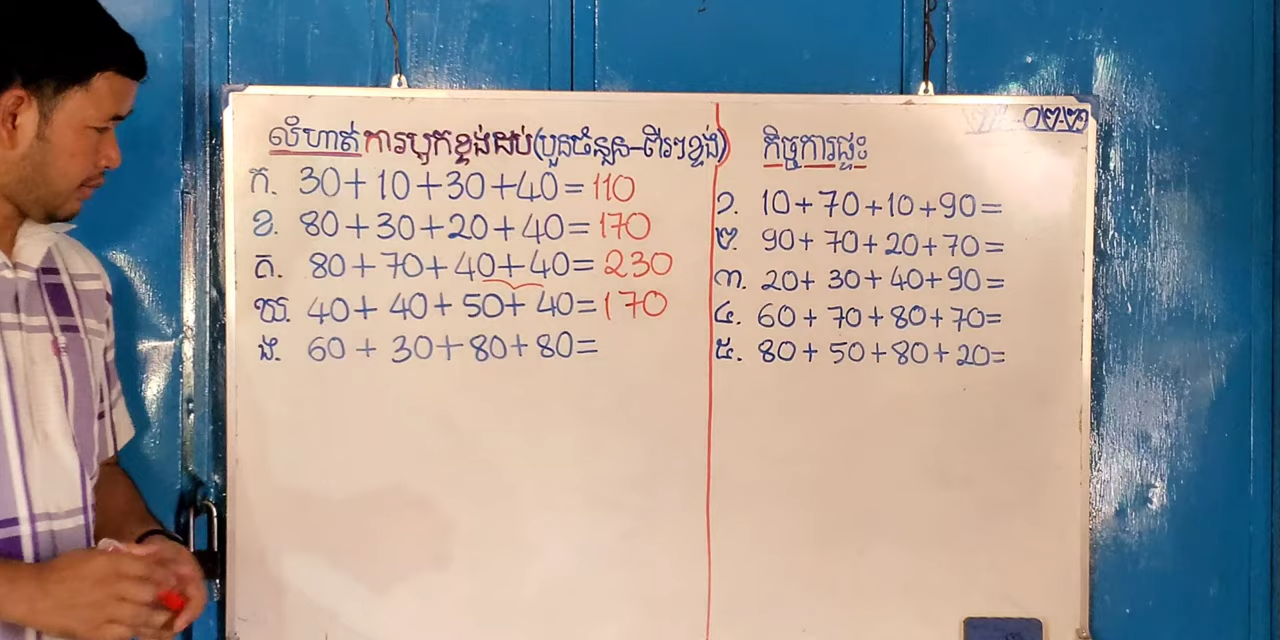 លំហាត់ការបូកខ្ទង់ដប់(បួនចំនួន-ពីរៗខ្ទង់)
ក. 30+10+30+40=110
ខ. 80+30+20+40=170
គ. 80+70+40+40=230
ឃ. 40+40+50+40=170
ង. 60+30+80+80=
កិច្ចការផ្ទះ
១. 10+70+10+90=
២. 90+70+20+70=
៣. 20+30+40+90=
៤. 60+70+80+70=
៥. 80+50+80+20=